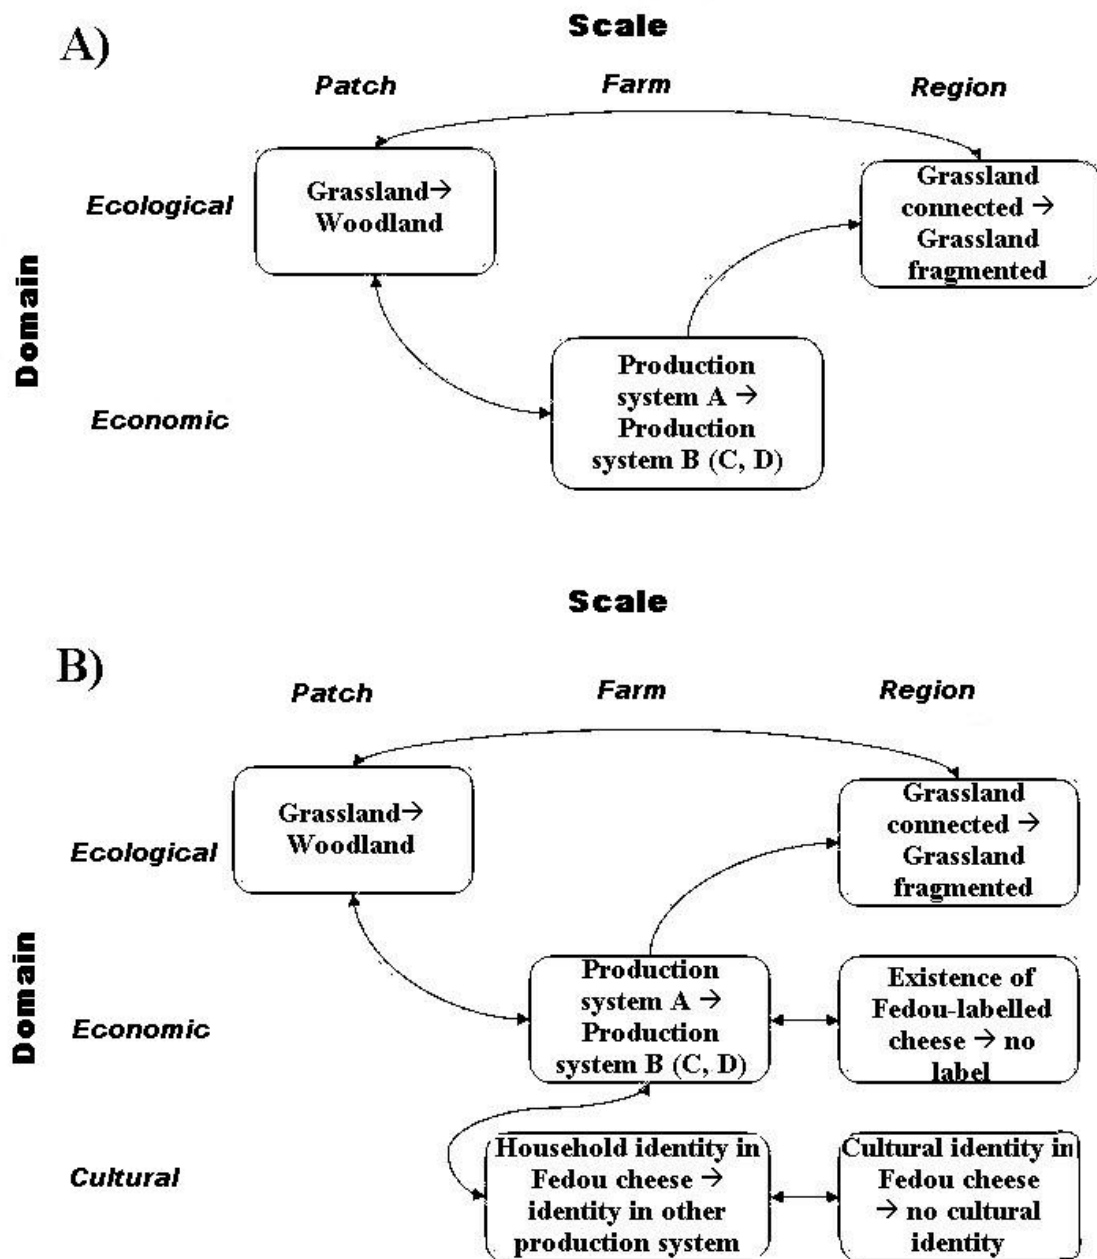 Scale
A)
Patch
Farm
Region
Domain
Ecological
Grassland→
Woodland
Grassland
connected →
Grassland
fragmented
Economic
Production
system A →
Production
system B (C, D)
Scale
B)
Patch
Farm
Region
Domain
Ecological
Grassland→
Woodland
Grassland
connected →
Grassland
fragmented
Economic
Production
system A →
Production
system B (C, D)
Existence of
Fedou-labelled
cheese → no
label
Cultural
Household identity in
Fedou cheese →
identity in other
production system
Cultural identity in
Fedou cheese
→ no cultural
identity